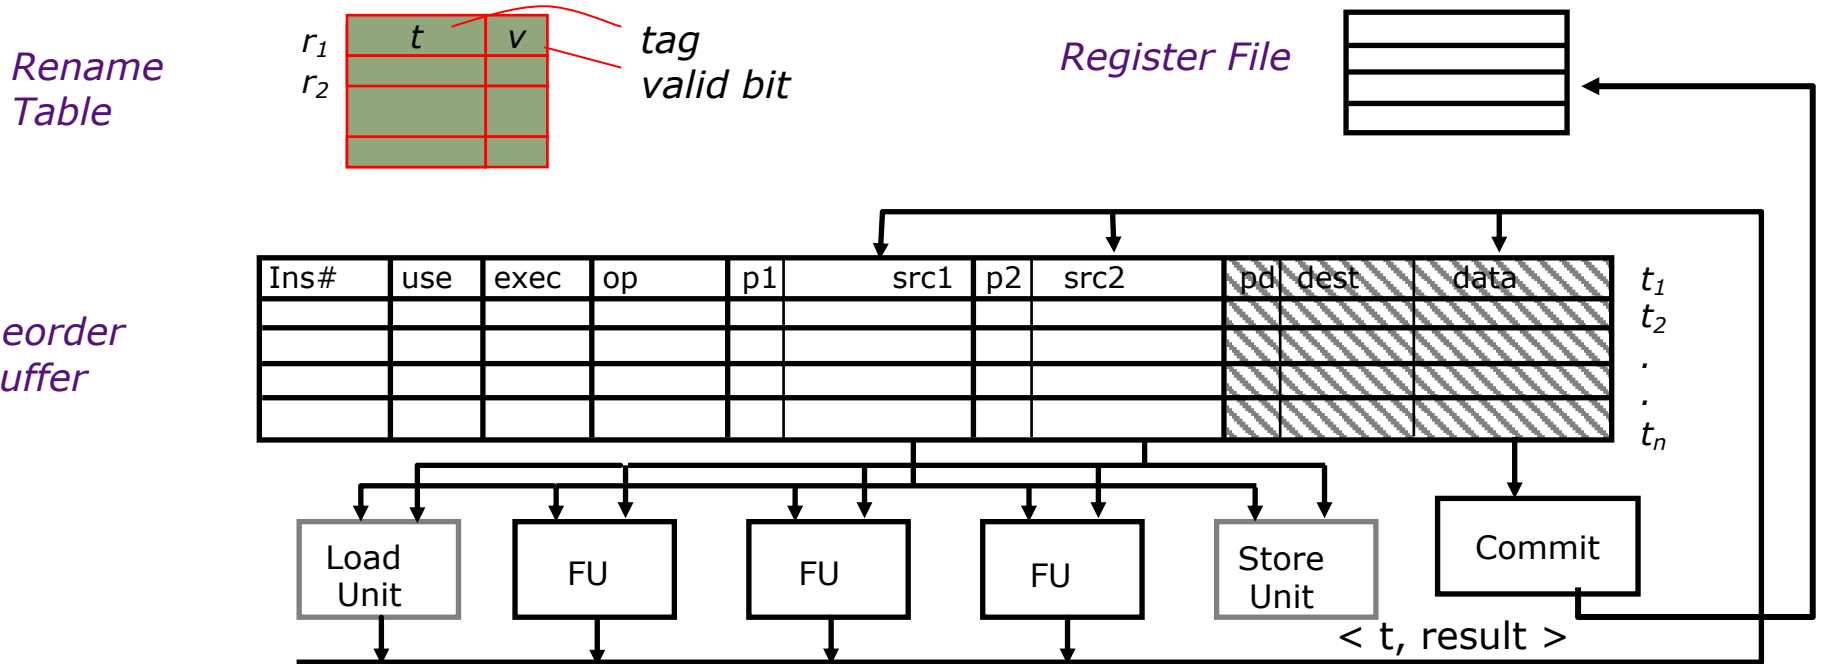 Rename
Table
r1
r2
t
v
tag
valid bit
Register File
eorder
uffer
Ins# use exec op p1 src1 p2 src2 pd dest data
t1
t2
.
.
tn
Load
Unit
FU
FU
FU
Store
Unit
Commit
< t, result >